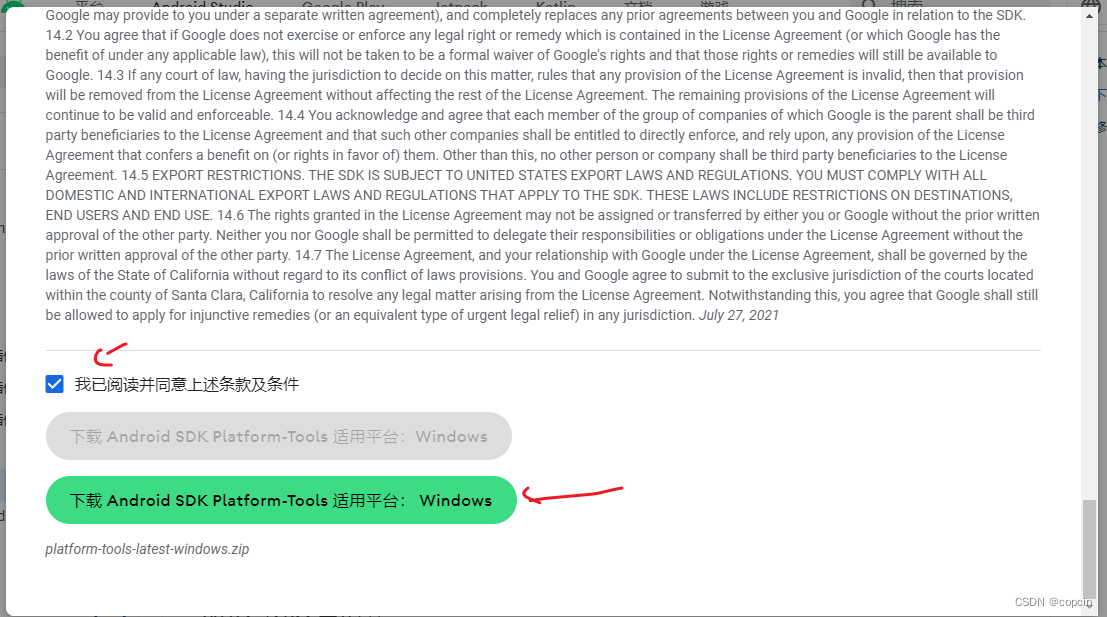 平台 Android Studio Google Play Jetpack Kotlin 文档 游戏 搜索
Google may provide to you under a separate written agreement), and completely replaces any prior agreements between you and Google in relation to the SDK.
14.2 You agree that if Google does not exercise or enforce any legal right or remedy which is contained in the License Agreement (or which Google has the
benefit of under any applicable law), this will not be taken to be a formal waiver of Google's rights and that those rights or remedies will still be available to
Google. 14.3 If any court of law, having the jurisdiction to decide on this matter, rules that any provision of the License Agreement is invalid, then that provision
will be removed from the License Agreement without affecting the rest of the License Agreement. The remaining provisions of the License Agreement will
continue to be valid and enforceable. 14.4 You acknowledge and agree that each member of the group of companies of which Google is the parent shall be third
party beneficiaries to the License Agreement and that such other companies shall be entitled to directly enforce, and rely upon, any provision of the License
Agreement that confers a benefit on (or rights in favor of) them. Other than this, no other person or company shall be third party beneficiaries to the License
Agreement. 14.5 EXPORT RESTRICTIONS. THE SDK IS SUBJECT TO UNITED STATES EXPORT LAWS AND REGULATIONS. YOU MUST COMPLY WITH ALL
DOMESTIC AND INTERNATIONAL EXPORT LAWS AND REGULATIONS THAT APPLY TO THE SDK. THESE LAWS INCLUDE RESTRICTIONS ON DESTINATIONS,
END USERS AND END USE. 14.6 The rights granted in the License Agreement may not be assigned or transferred by either you or Google without the prior written
approval of the other party. Neither you nor Google shall be permitted to delegate their responsibilities or obligations under the License Agreement without the
prior written approval of the other party. 14.7 The License Agreement, and your relationship with Google under the License Agreement, shall be governed by the
laws of the State of California without regard to its conflict of laws provisions. You and Google agree to submit to the exclusive jurisdiction of the courts located
within the county of Santa Clara, California to resolve any legal matter arising from the License Agreement. Notwithstanding this, you agree that Google shall still
be allowed to apply for injunctive remedies (or an equivalent type of urgent legal relief) in any jurisdiction. July 27, 2021
我已阅读并同意上述条款及条件
下载 Android SDK Platform-Tools 适用平台：Windows
下载 Android SDK Platform-Tools 适用平台： Windows
platform-tools-latest-windows.zip
CSDN @copcin